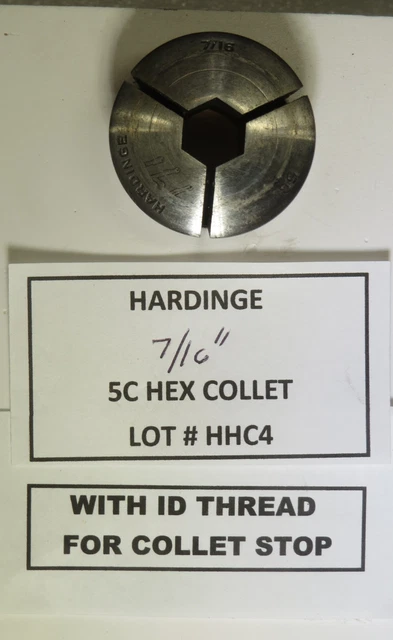 7/16
HARDINGE
HARDINGE
7/16"
5C HEX COLLET
LOT # HHC4
WITH ID THREAD
FOR COLLET STOP